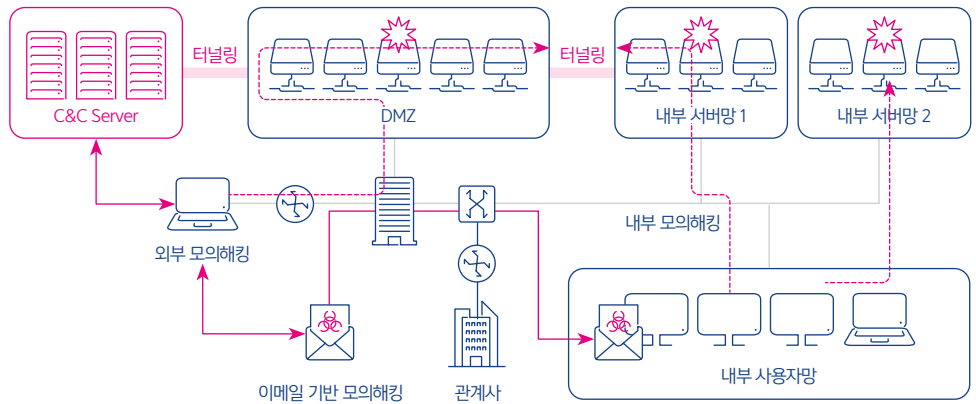 터널링
터널링
C&C Server
DMZ
내부 서버망 1
내부 서버망 2
내부 모의해킹
외부 모의해킹
내부 사용자망
이메일 기반 모의해킹
관계사